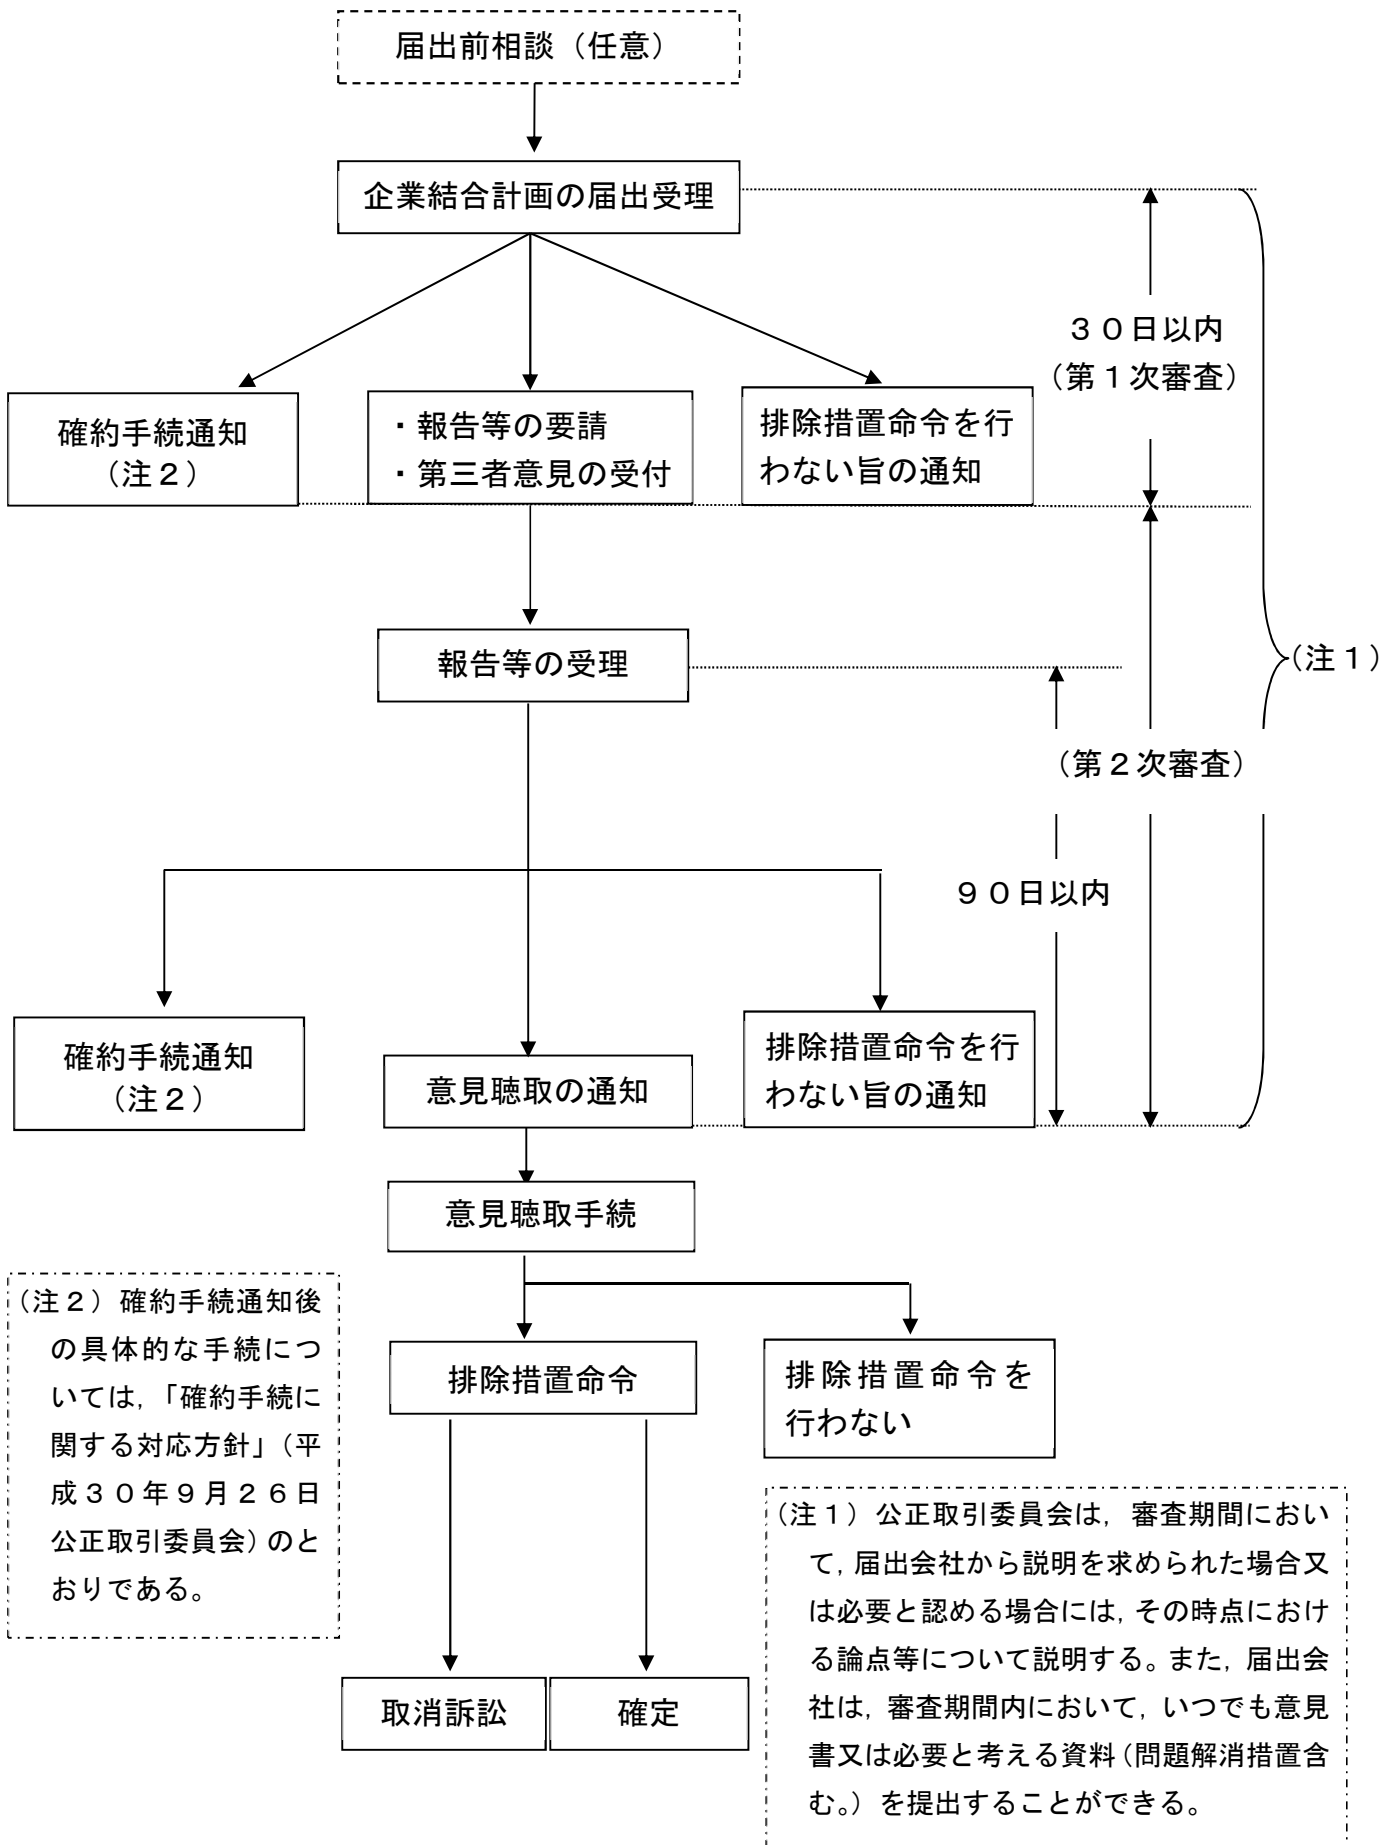 届出前相談（任意）
企業結合計画の届出受理
３０日以内
（第１次審査）
確約手続通知
（注２）
・報告等の要請
・第三者意見の受付
排除措置命令を行
わない旨の通知
報告等の受理
（注１）
（第２次審査）
９０日以内
確約手続通知
（注２）
意見聴取の通知
排除措置命令を行
わない旨の通知
意見聴取手続
（注２）確約手続通知後
の具体的な手続につ
いては，「確約手続に
関する対応方針」（平
成３０年９月２６日
公正取引委員会）のと
おりである。
排除措置命令
排除措置命令を
行わない
取消訴訟
確定
（注１）公正取引委員会は，審査期間におい
て，届出会社から説明を求められた場合又
は必要と認める場合には，その時点におけ
る論点等について説明する。また，届出会
社は，審査期間内において，いつでも意見
書又は必要と考える資料（問題解消措置含
む。）を提出することができる。